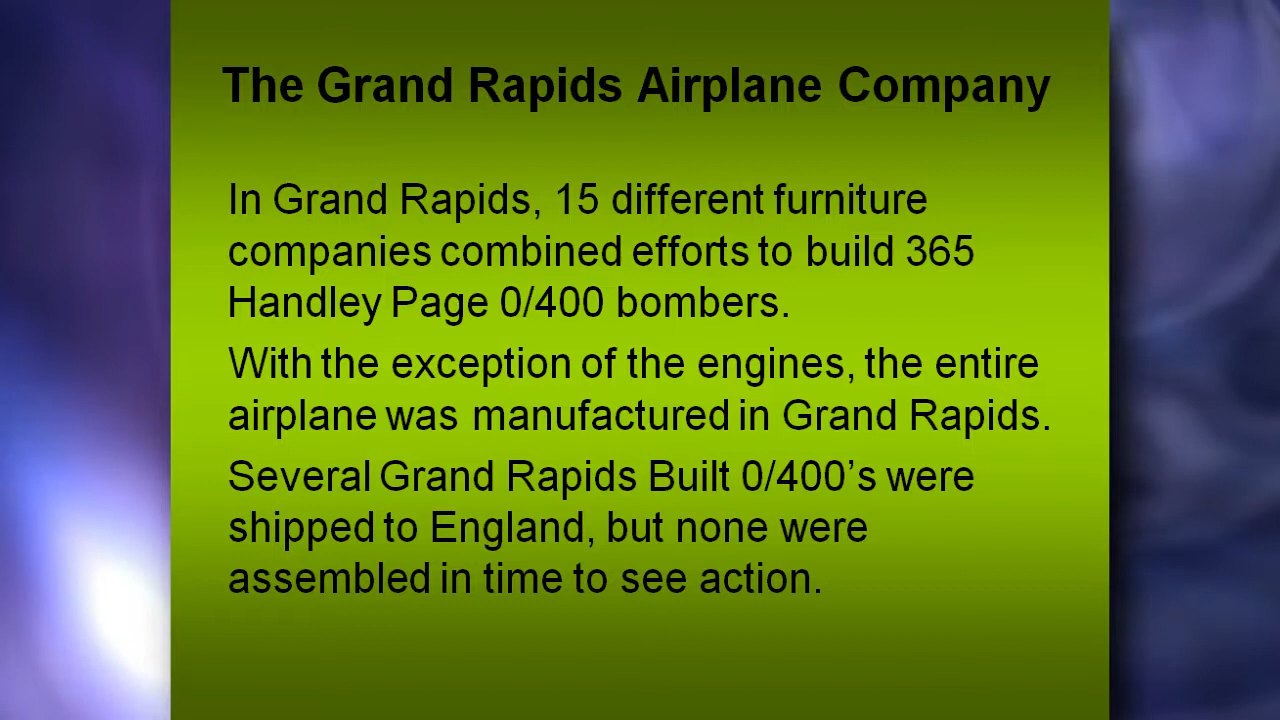 The Grand Rapids Airplane Company
In Grand Rapids, 15 different furniture
companies combined efforts to build 365
Handley Page 0/400 bombers.
With the exception of the engines, the entire
airplane was manufactured in Grand Rapids.
Several Grand Rapids Built 0/400’s were
shipped to England, but none were
assembled in time to see action.